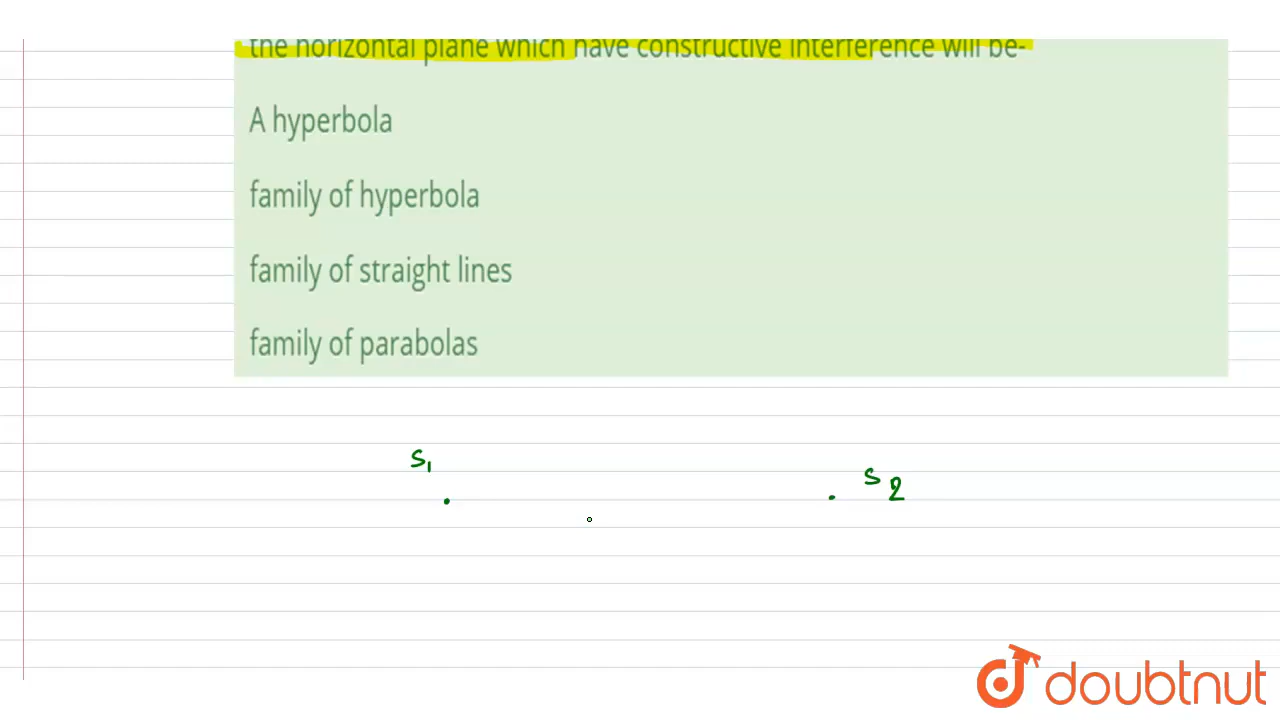 the horizontal plane which have constructive interference will be-
A hyperbola
family of hyperbola
family of straight lines
family of parabolas
S₁
S₂
doubtnut